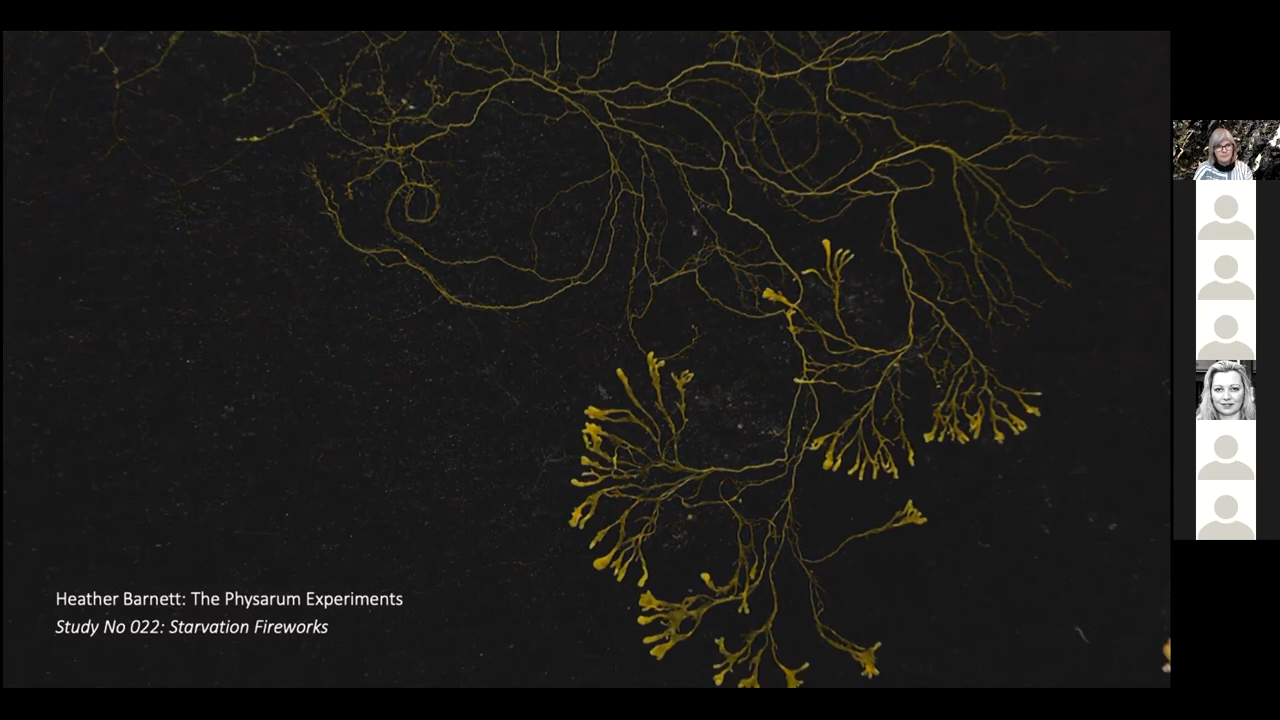 Heather Barnett: The Physarum Experiments
Study No 022: Starvation Fireworks